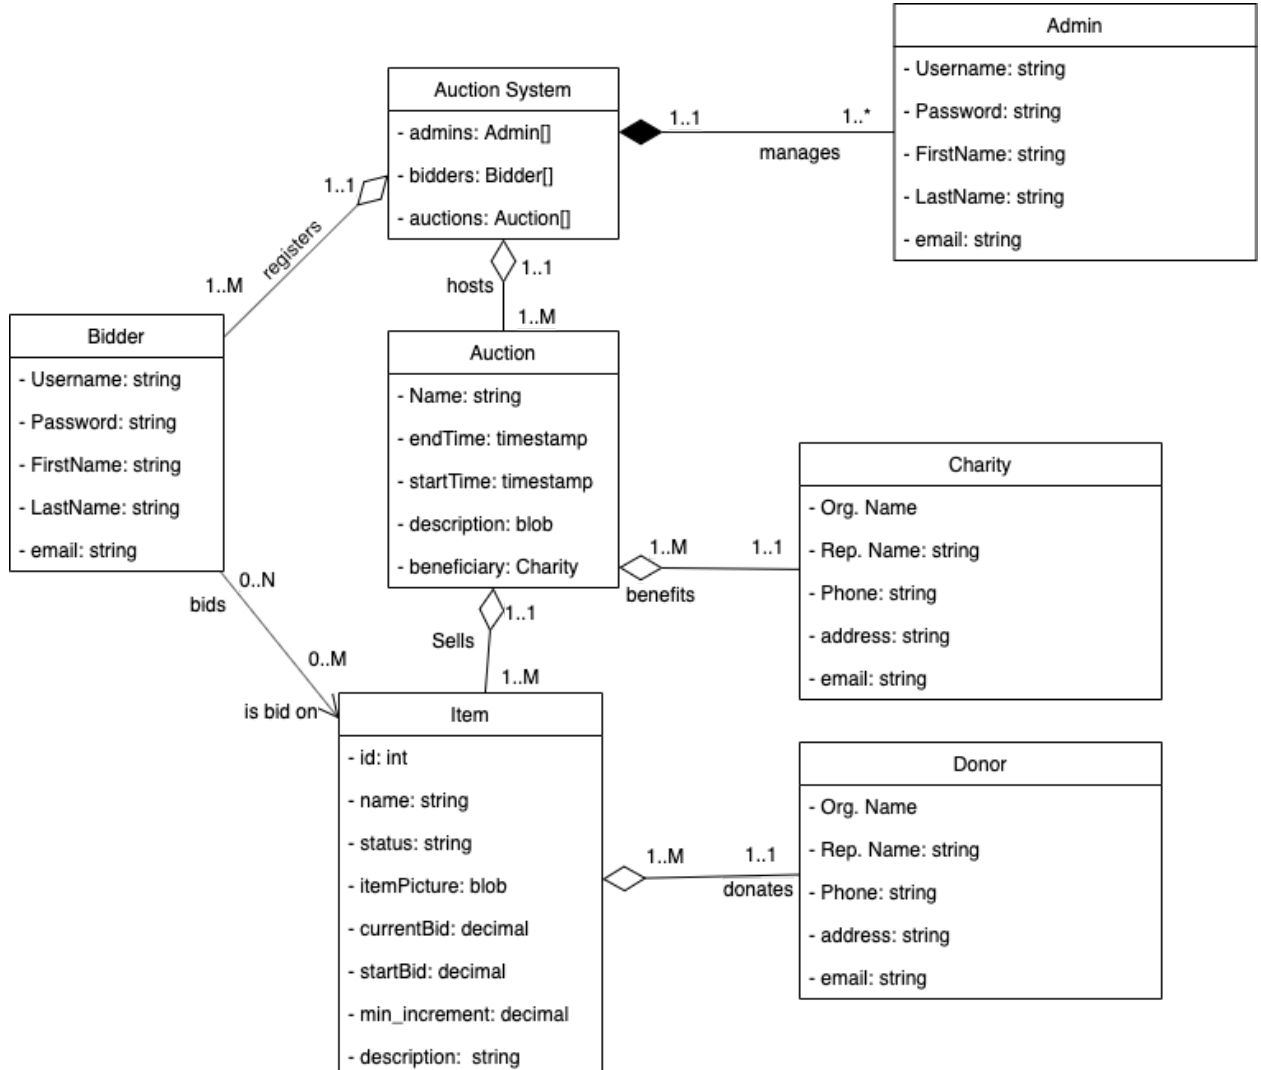 Admin
- Username: string
- Password: string
- FirstName: string
- LastName: string
- email: string
Auction System
- admins: Admin[]
- bidders: Bidder[]
- auctions: Auction[]
1..1
1..*
manages
1..1
registers
1..M
1..1
hosts
1..M
Bidder
- Username: string
- Password: string
- FirstName: string
- LastName: string
- email: string
Auction
- Name: string
- endTime: timestamp
- startTime: timestamp
- description: blob
- beneficiary: Charity
1..M
1..1
benefits
Charity
- Org. Name
- Rep. Name: string
- Phone: string
- address: string
- email: string
0..N
bids
0..M
is bid on
1..1
Sells
1..M
Item
- id: int
- name: string
- status: string
- itemPicture: blob
- currentBid: decimal
- startBid: decimal
- min_increment: decimal
- description: string
1..M
1..1
donates
Donor
- Org. Name
- Rep. Name: string
- Phone: string
- address: string
- email: string